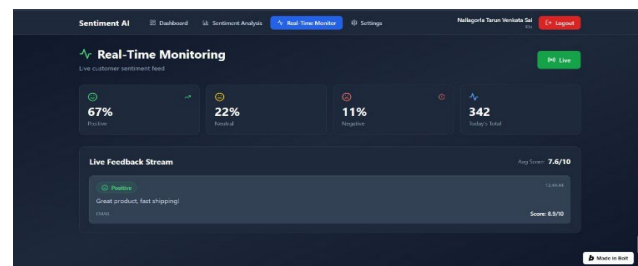 Sentiment AI
Dashboard
Sentiment Analysis
Real-Time Monitor
Settings
Nallagorla Tarun Venkata Sai
Logout
Real-Time Monitoring
Live customer sentiment feed
Live
67%
Positive
22%
Neutral
11%
Negative
342
Today's Total
Live Feedback Stream
Avg Score: 7.6/10
Positive
Great product, fast shipping!
EMAIL
Score: 8.9/10
Made in Bolt